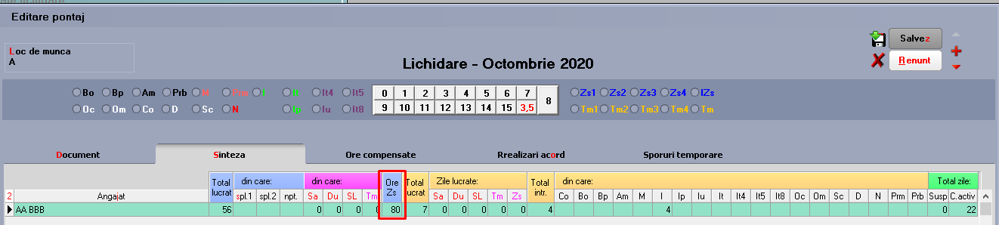 Editare pontaj
Loc de munca
A
Lichidare - Octombrie 2020
Salvez
Renunt
Bo Bp Am Prb M Prm I It4 It5
Oc Om Co D Sc N Ip Iu It8
0 1 2 3 4 5 6 7 8
9 10 11 12 13 14 15 3,5
Zs1 Zs2 Zs3 Zs4 IZs
Tm1 Tm2 Tm3 Tm4 Tm
Document Sinteza Ore compensate Rrealizari acord Sporuri temporare
Total lucrat din care: din care: Ore Zs Total lucrat Zile lucrate: Total intr. din care: Total zile:
2 Angajat spl.1 spl.2 npt. Sa Du SL Tm Sa Du SL Tm Zs Co Bo Bp Am M I Ip Iu It It4 It5 It8 Oc Om Sc D N Prm Prb Susp C.activ
AA BBB 56 0 0 0 0 80 7 0 0 0 0 0 4 4 0 22